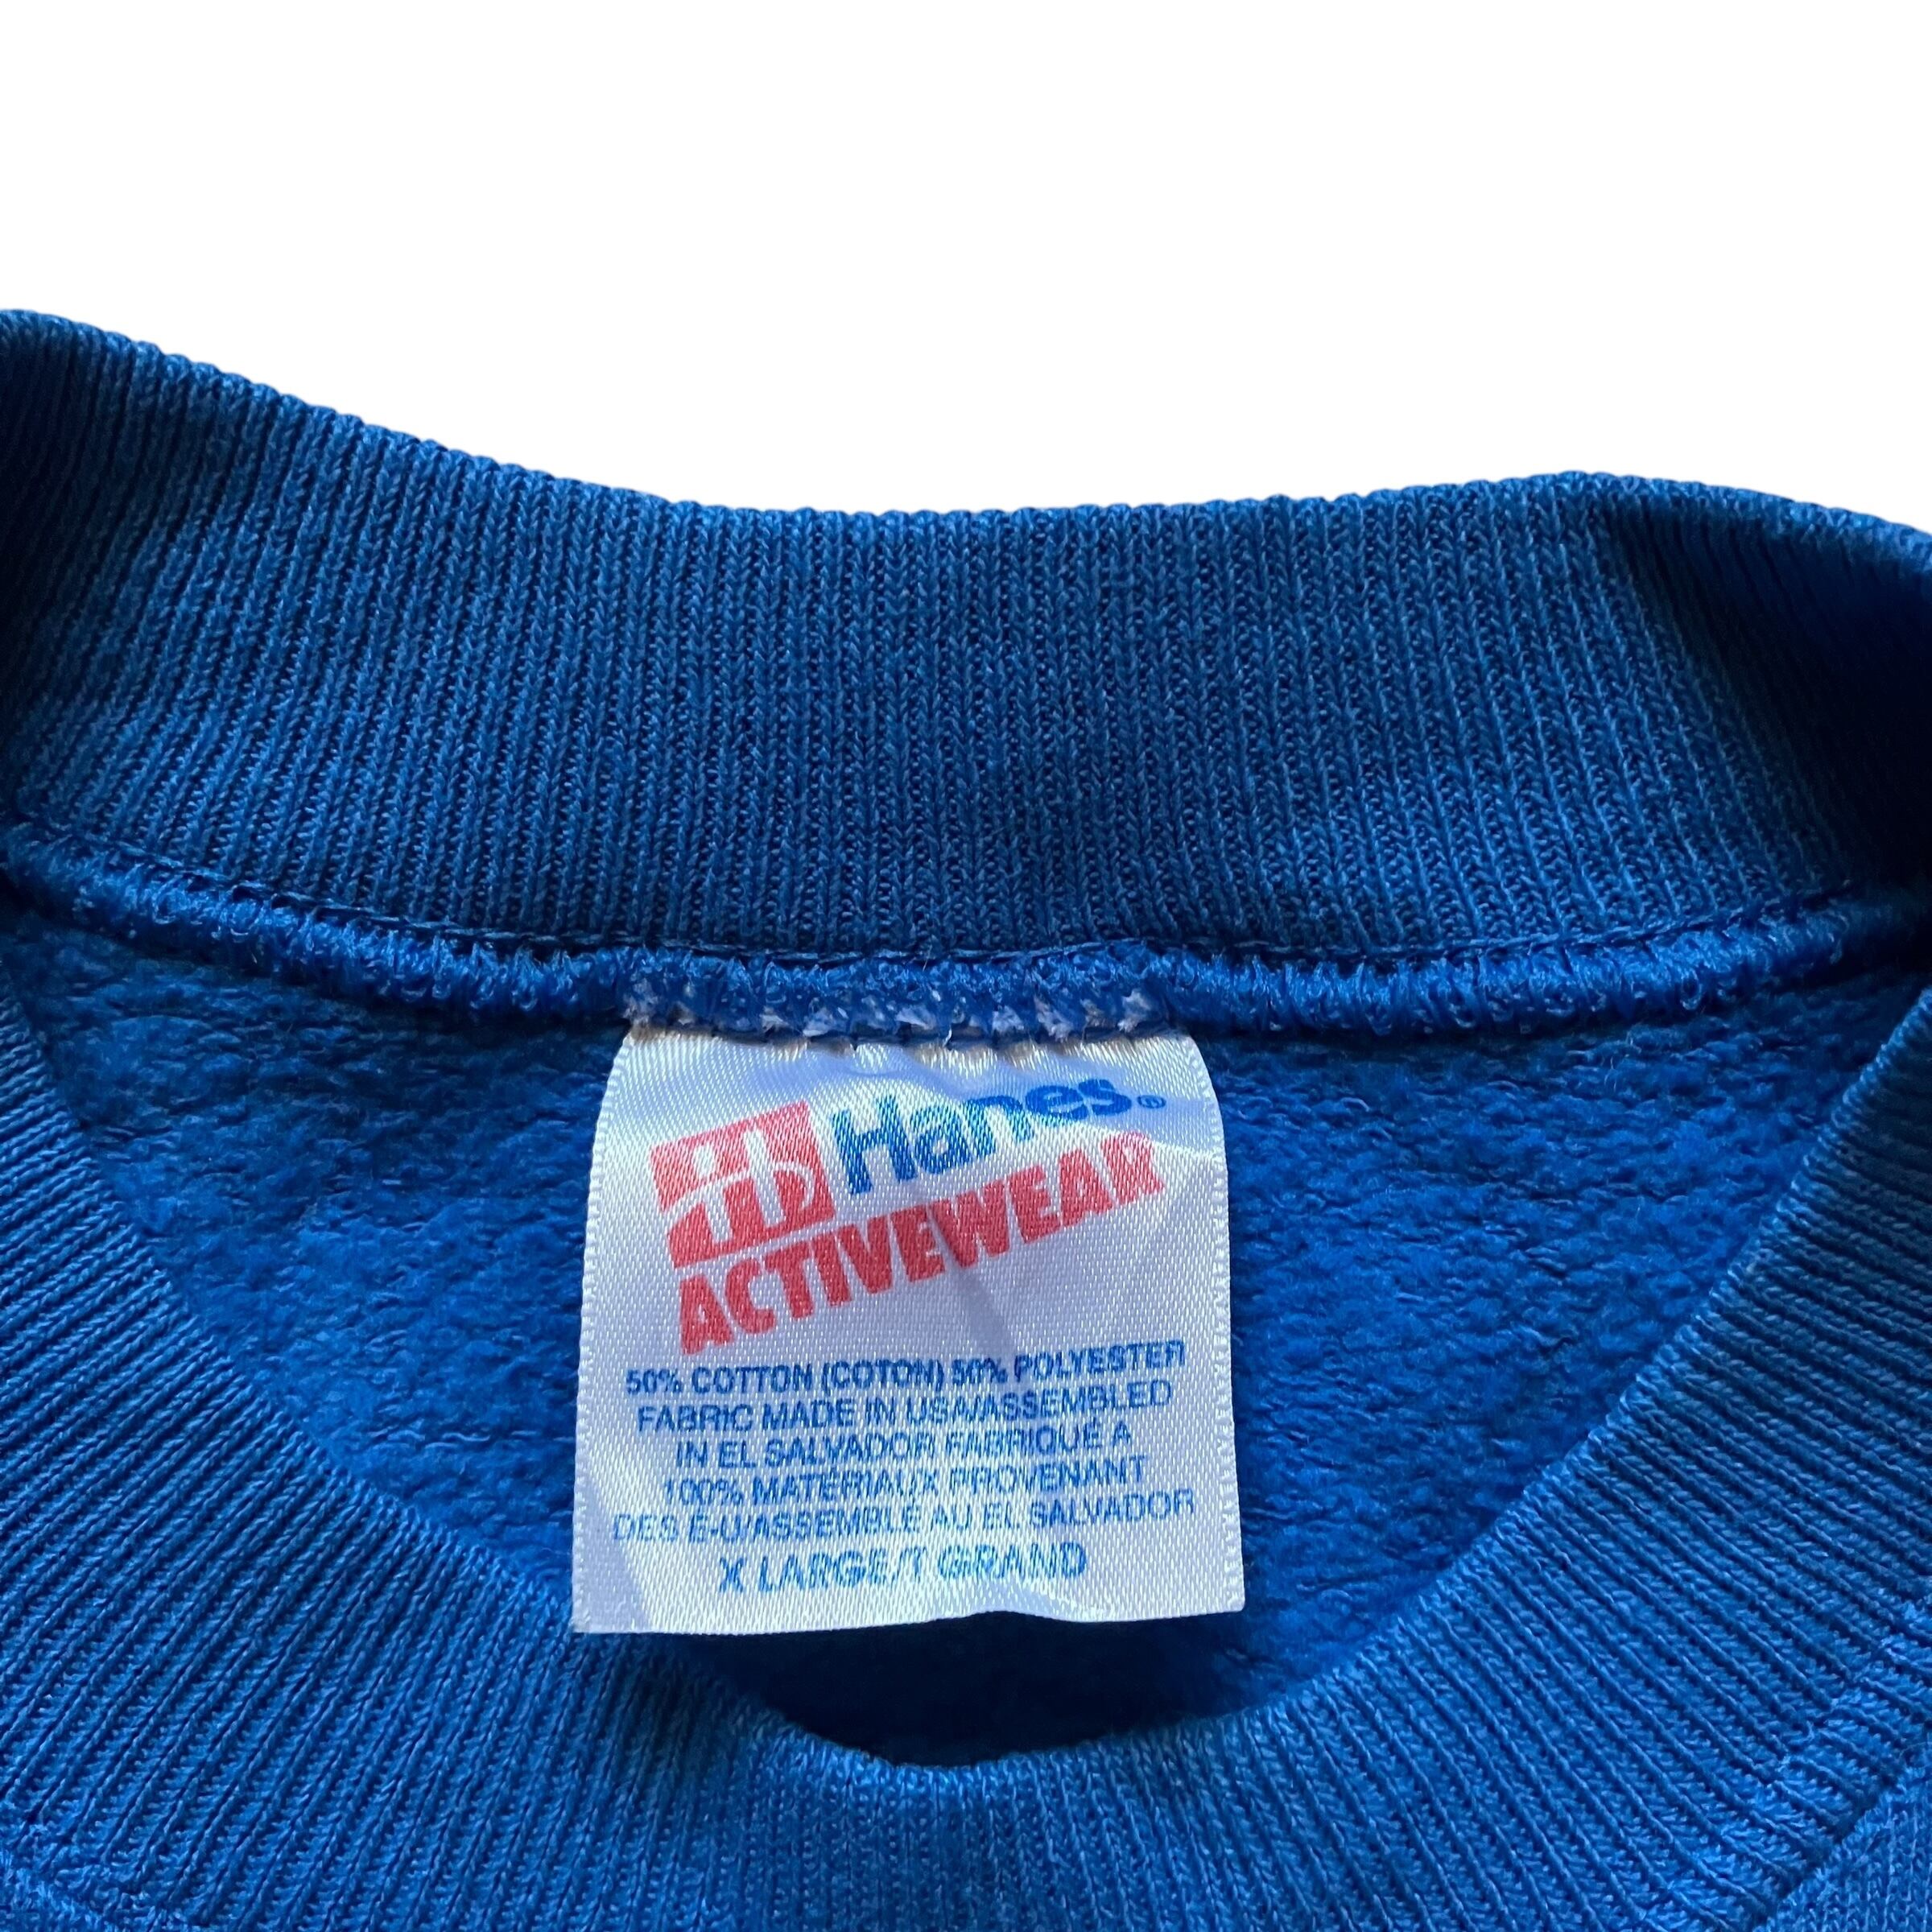 Hanes®
ACTIVEWEAR
50% COTTON (COTON) 50% POLYESTER
FABRIC MADE IN USA/ASSEMBLED
IN EL SALVADOR FABRIQUÉ A
100% MATÉRIAUX PROVENANT
DES É-U/ASSEMBLÉ AU EL SALVADOR
X LARGE/T GRAND